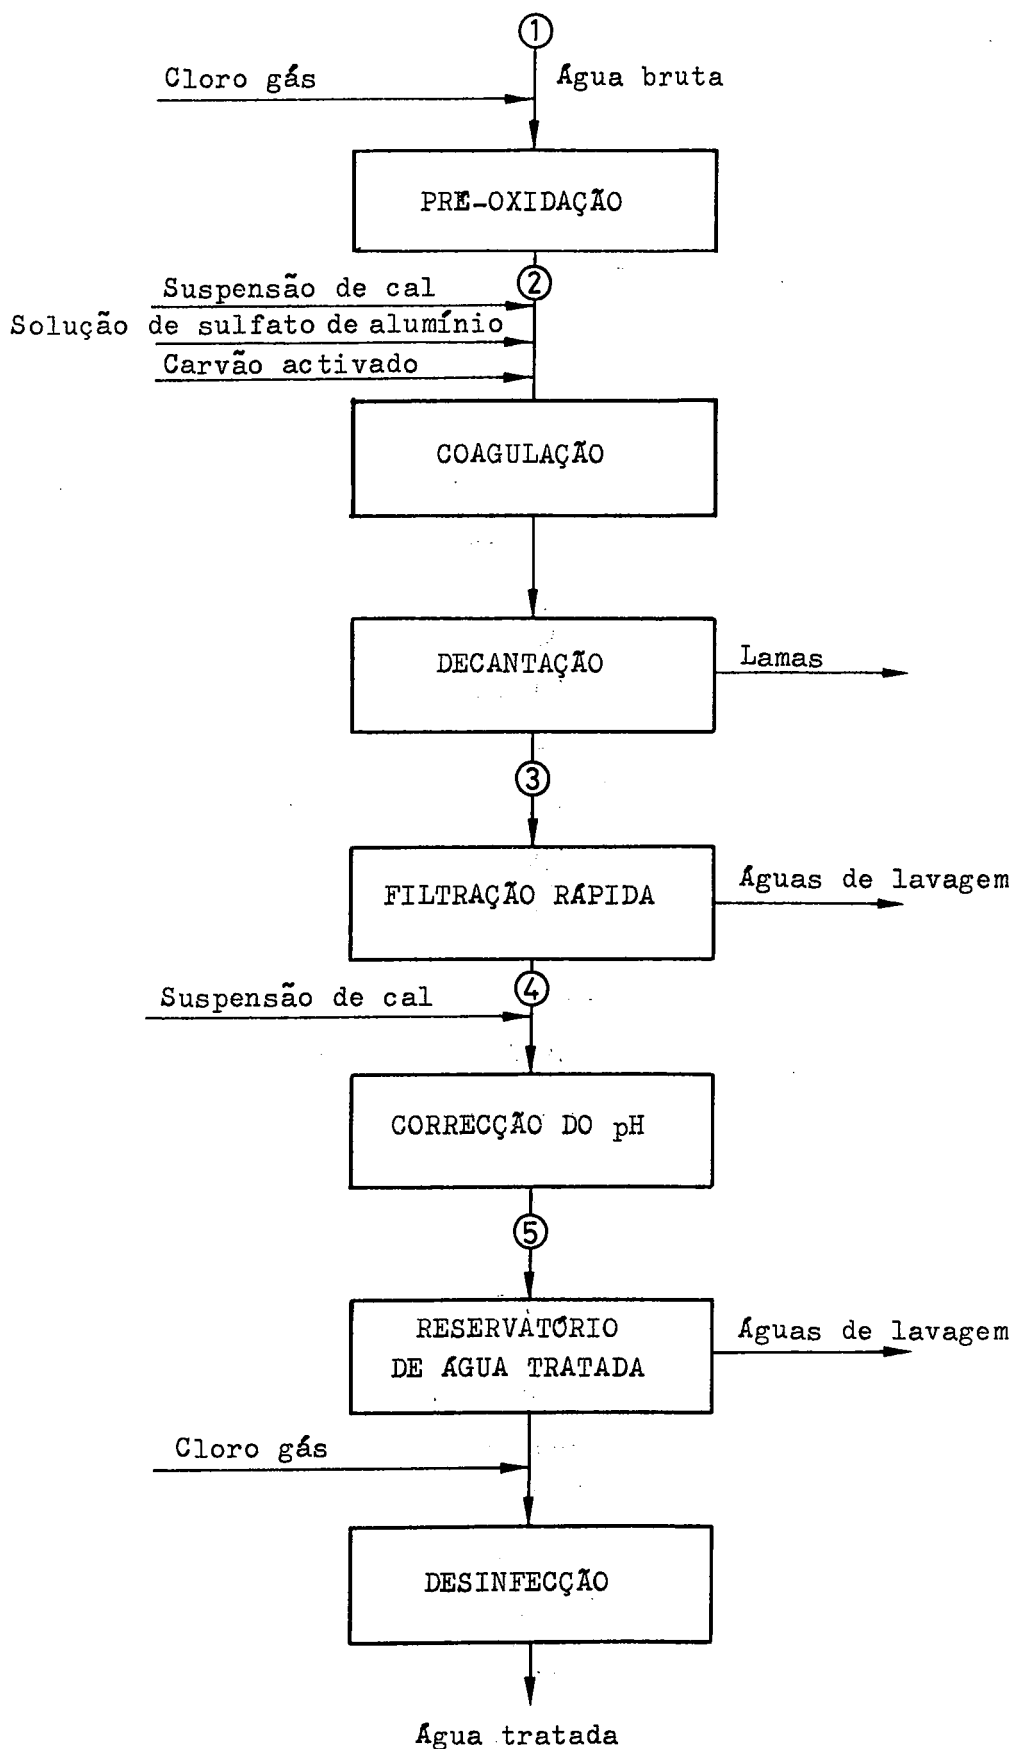 1
Cloro gás
Água bruta
PRÉ-OXIDAÇÃO
2
Suspensão de cal
Solução de sulfato de alumínio
Carvão activado
COAGULAÇÃO
DECANTAÇÃO
Lamas
3
FILTRAÇÃO RÁPIDA
Águas de lavagem
4
Suspensão de cal
CORRECÇÃO DO pH
5
RESERVATÓRIO
DE ÁGUA TRATADA
Águas de lavagem
Cloro gás
DESINFECÇÃO
Água tratada